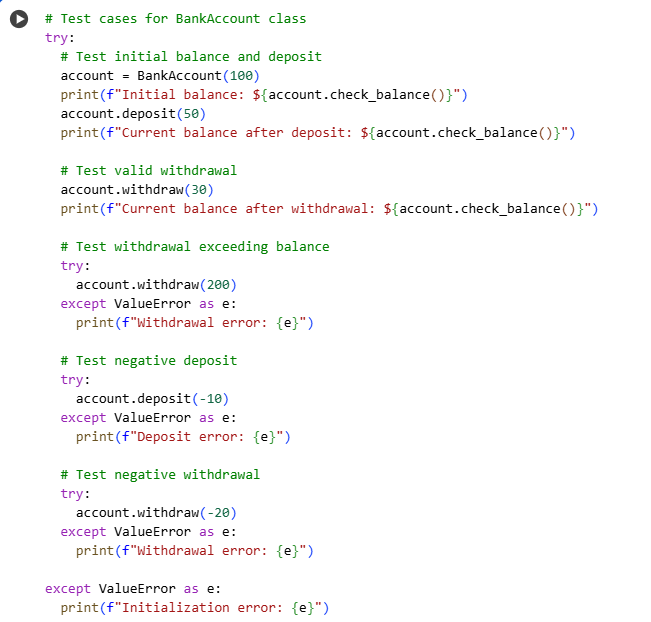 # Test cases for BankAccount class
try:
  # Test initial balance and deposit
  account = BankAccount(100)
  print(f"Initial balance: ${account.check_balance()}")
  account.deposit(50)
  print(f"Current balance after deposit: ${account.check_balance()}")

  # Test valid withdrawal
  account.withdraw(30)
  print(f"Current balance after withdrawal: ${account.check_balance()}")

  # Test withdrawal exceeding balance
  try:
    account.withdraw(200)
  except ValueError as e:
    print(f"Withdrawal error: {e}")

  # Test negative deposit
  try:
    account.deposit(-10)
  except ValueError as e:
    print(f"Deposit error: {e}")

  # Test negative withdrawal
  try:
    account.withdraw(-20)
  except ValueError as e:
    print(f"Withdrawal error: {e}")

except ValueError as e:
  print(f"Initialization error: {e}")